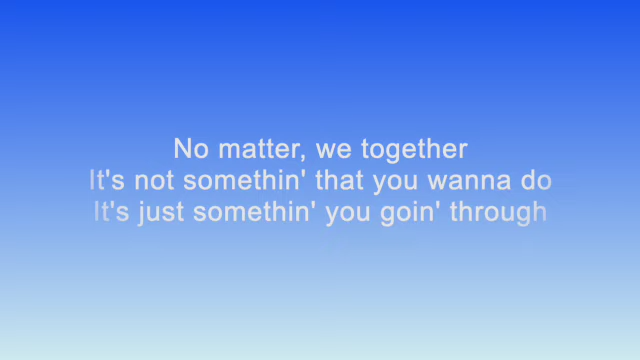 No matter, we together
It's not somethin' that you wanna do
It's just somethin' you goin' through